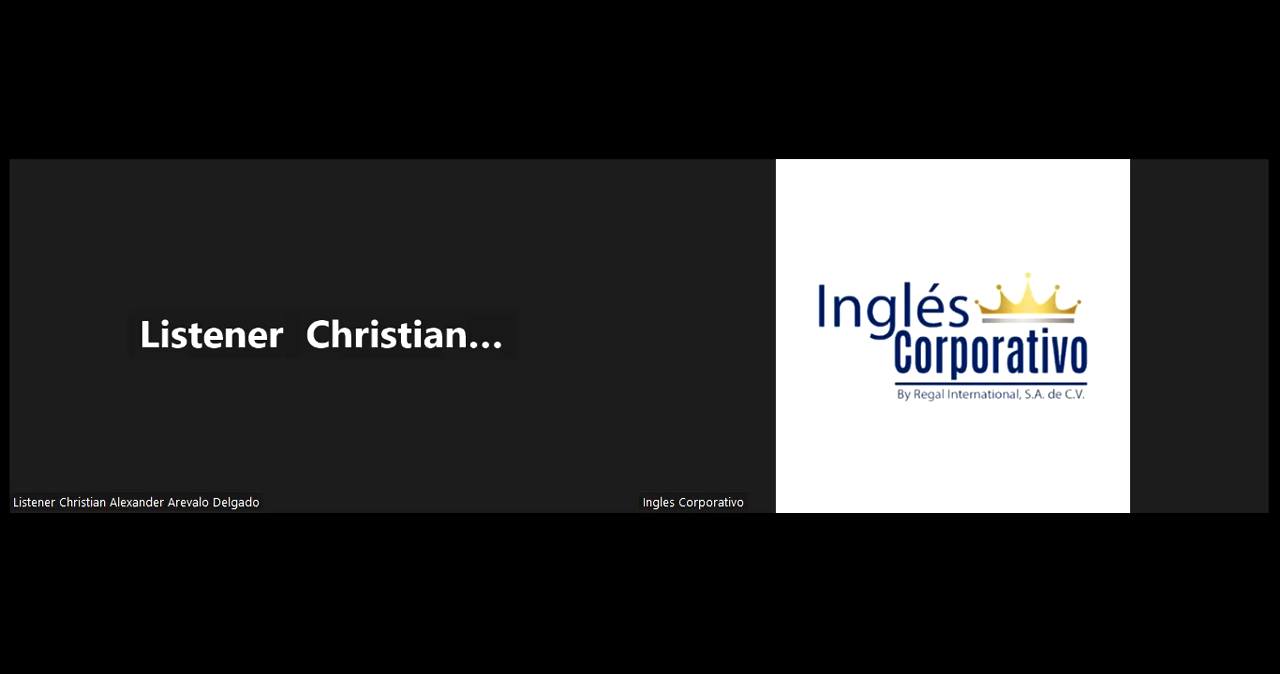 Listener Christian...
Inglés
Corporativo
By Regal International, S.A. de C.V.
Listener Christian Alexander Arevalo Delgado
Ingles Corporativo